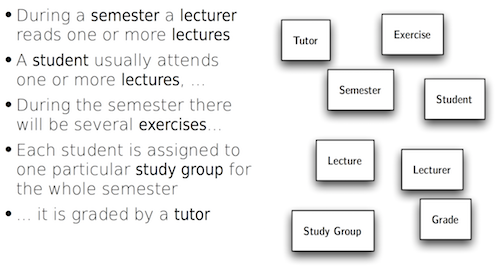 • During a semester a lecturer
reads one or more lectures
• A student usually attends
one or more lectures, ...
• During the semester there
will be several exercises...
• Each student is assigned to
one particular study group for
the whole semester
• ... it is graded by a tutor
Tutor
Exercise
Semester
Student
Lecture
Lecturer
Study Group
Grade